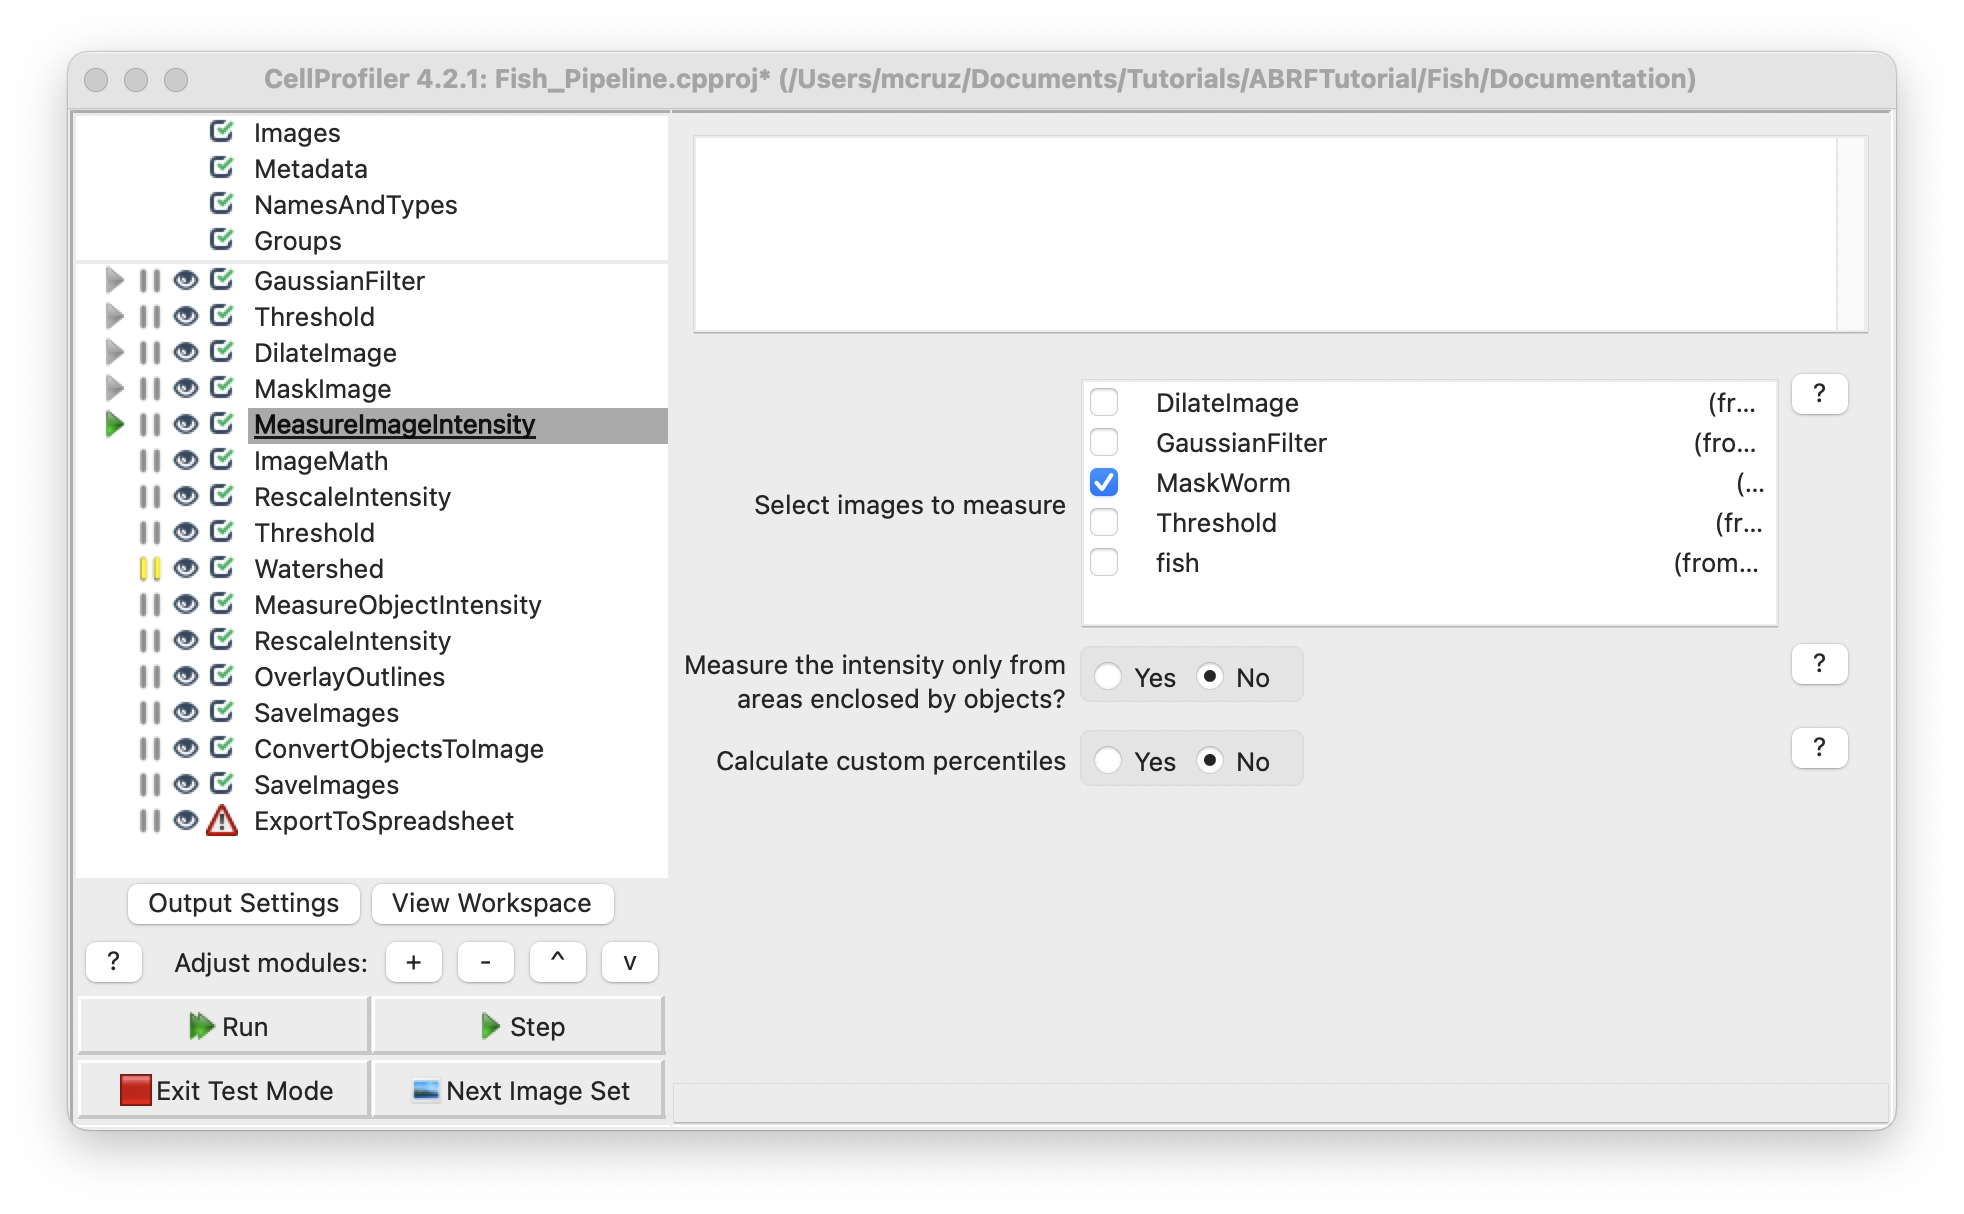 CellProfiler 4.2.1: Fish_Pipeline.cpproj* (/Users/mcruz/Documents/Tutorials/ABRFTutorial/Fish/Documentation)
Images
Metadata
NamesAndTypes
Groups
GaussianFilter
Threshold
DilateImage
MaskImage
MeasureImageIntensity
ImageMath
RescaleIntensity
Threshold
Watershed
MeasureObjectIntensity
RescaleIntensity
OverlayOutlines
SaveImages
ConvertObjectsToImage
SaveImages
ExportToSpreadsheet
Output Settings View Workspace
? Adjust modules: + - ^ v
Run Step
Exit Test Mode Next Image Set
Select images to measure
DilateImage (fr...
GaussianFilter (fro...
MaskWorm (...
Threshold (fr...
fish (from...
?
Measure the intensity only from
areas enclosed by objects?
Yes No
?
Calculate custom percentiles Yes No
?